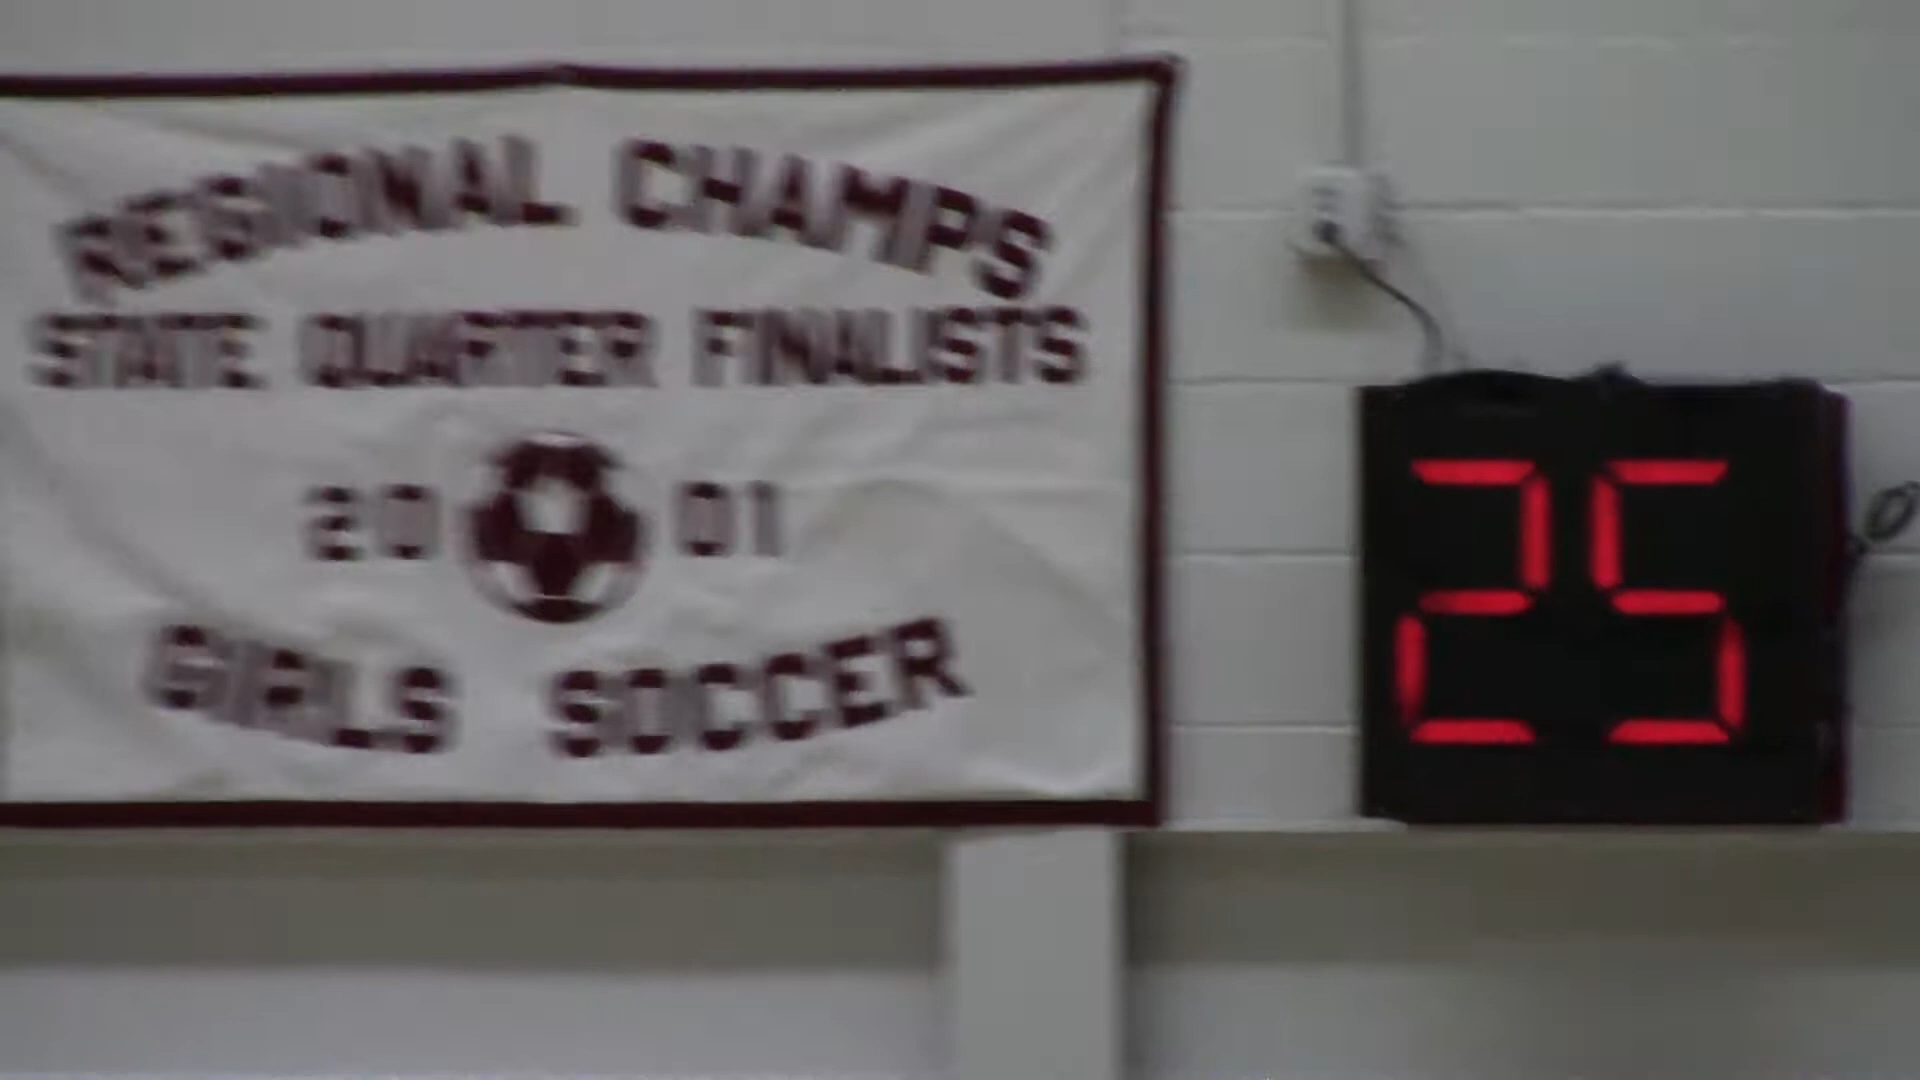 REGIONAL CHAMPS
STATE QUARTER FINALISTS
20 01
GIRLS SOCCER
25